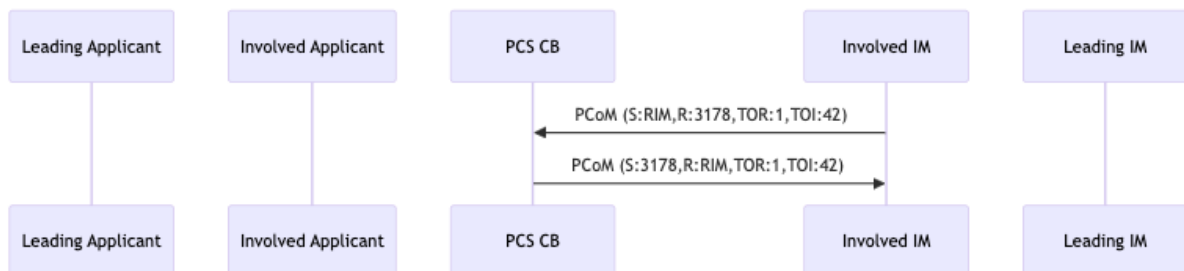 Leading Applicant
Involved Applicant
PCS CB
Involved IM
Leading IM
PCoM (S:RIM,R:3178,TOR:1,TOI:42)
PCoM (S:3178,R:RIM,TOR:1,TOI:42)
Leading Applicant
Involved Applicant
PCS CB
Involved IM
Leading IM